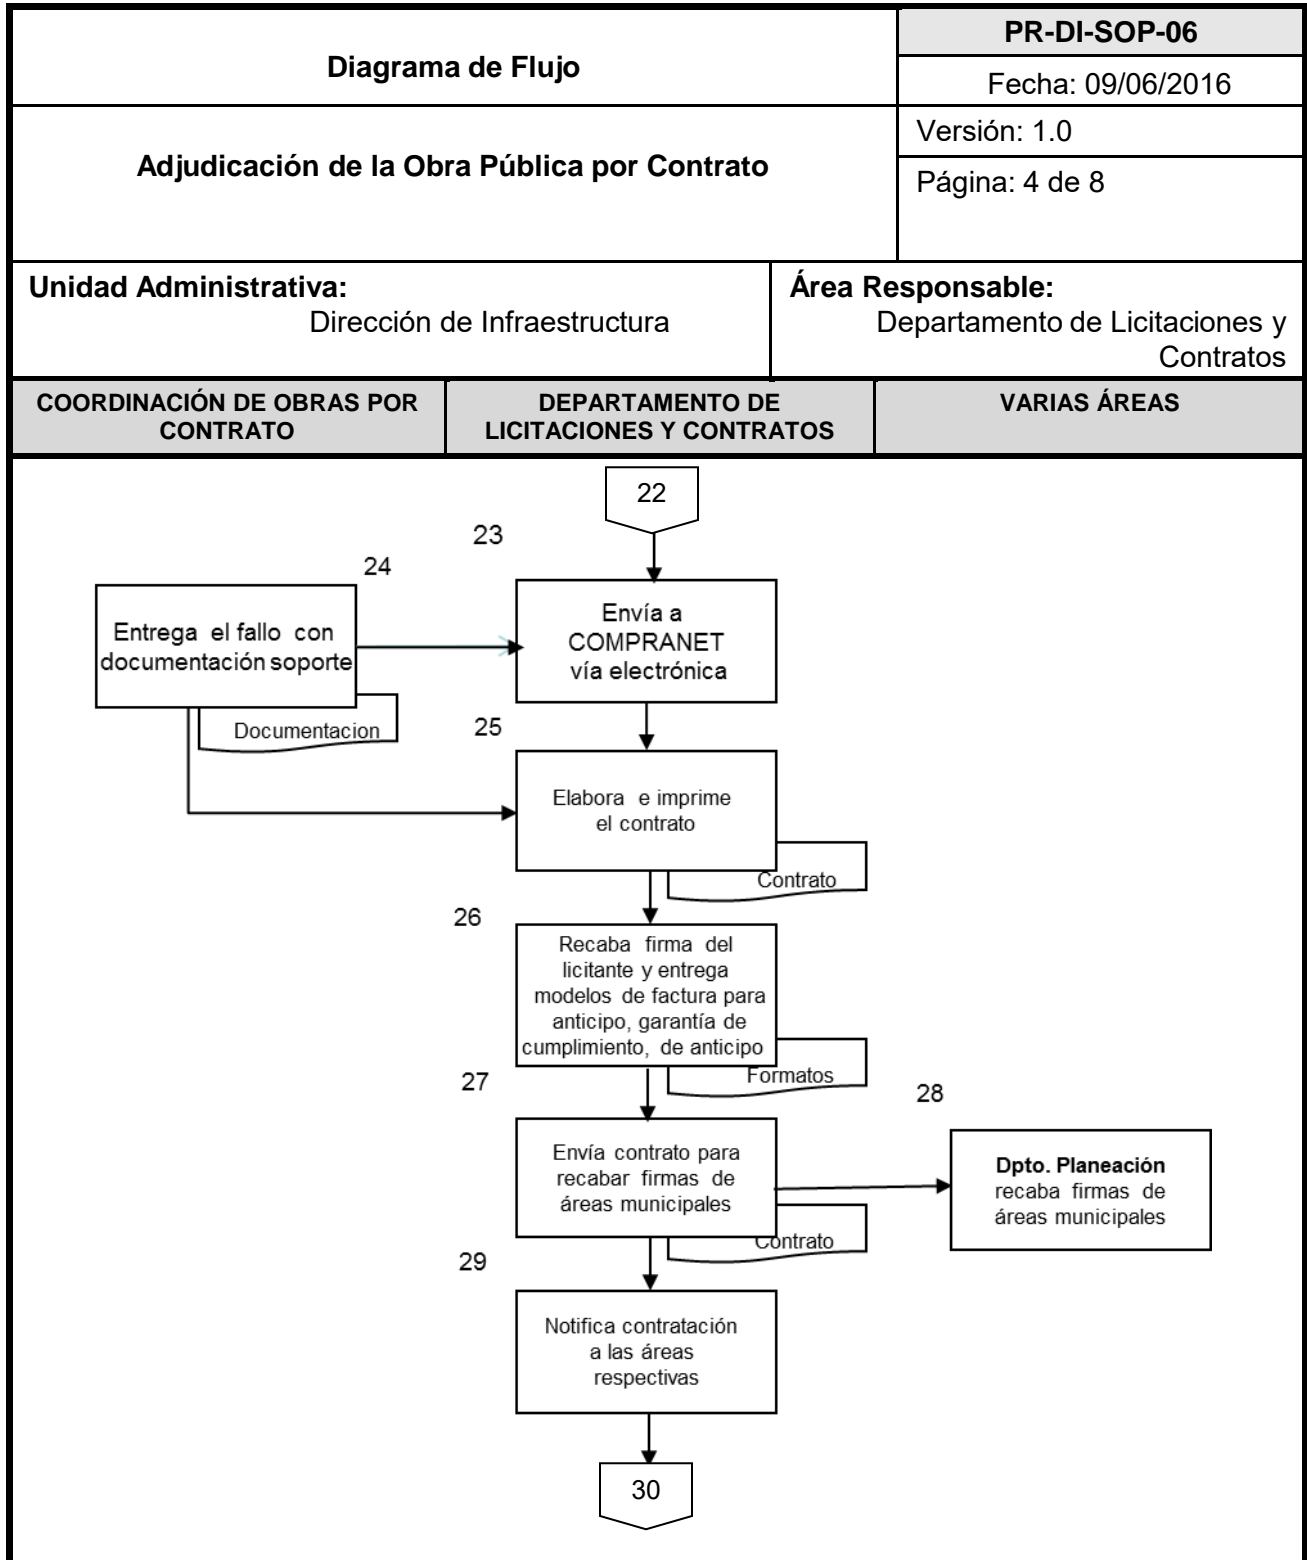 Diagrama de Flujo
PR-DI-SOP-06
Fecha: 09/06/2016
Adjudicación de la Obra Pública por Contrato
Versión: 1.0
Página: 4 de 8
Unidad Administrativa:
Dirección de Infraestructura
Área Responsable:
Departamento de Licitaciones y
Contratos
COORDINACIÓN DE OBRAS POR
CONTRATO
DEPARTAMENTO DE
LICITACIONES Y CONTRATOS
VARIAS ÁREAS
22
23
24
Entrega el fallo con
documentación soporte
Documentacion
Envía a
COMPRANET
vía electrónica
25
Elabora e imprime
el contrato
Contrato
26
Recaba firma del
licitante y entrega
modelos de factura para
anticipo, garantía de
cumplimiento, de anticipo
Formatos
27
Envía contrato para
recabar firmas de
áreas municipales
Contrato
28
Dpto. Planeación
recaba firmas de
áreas municipales
29
Notifica contratación
a las áreas
respectivas
30